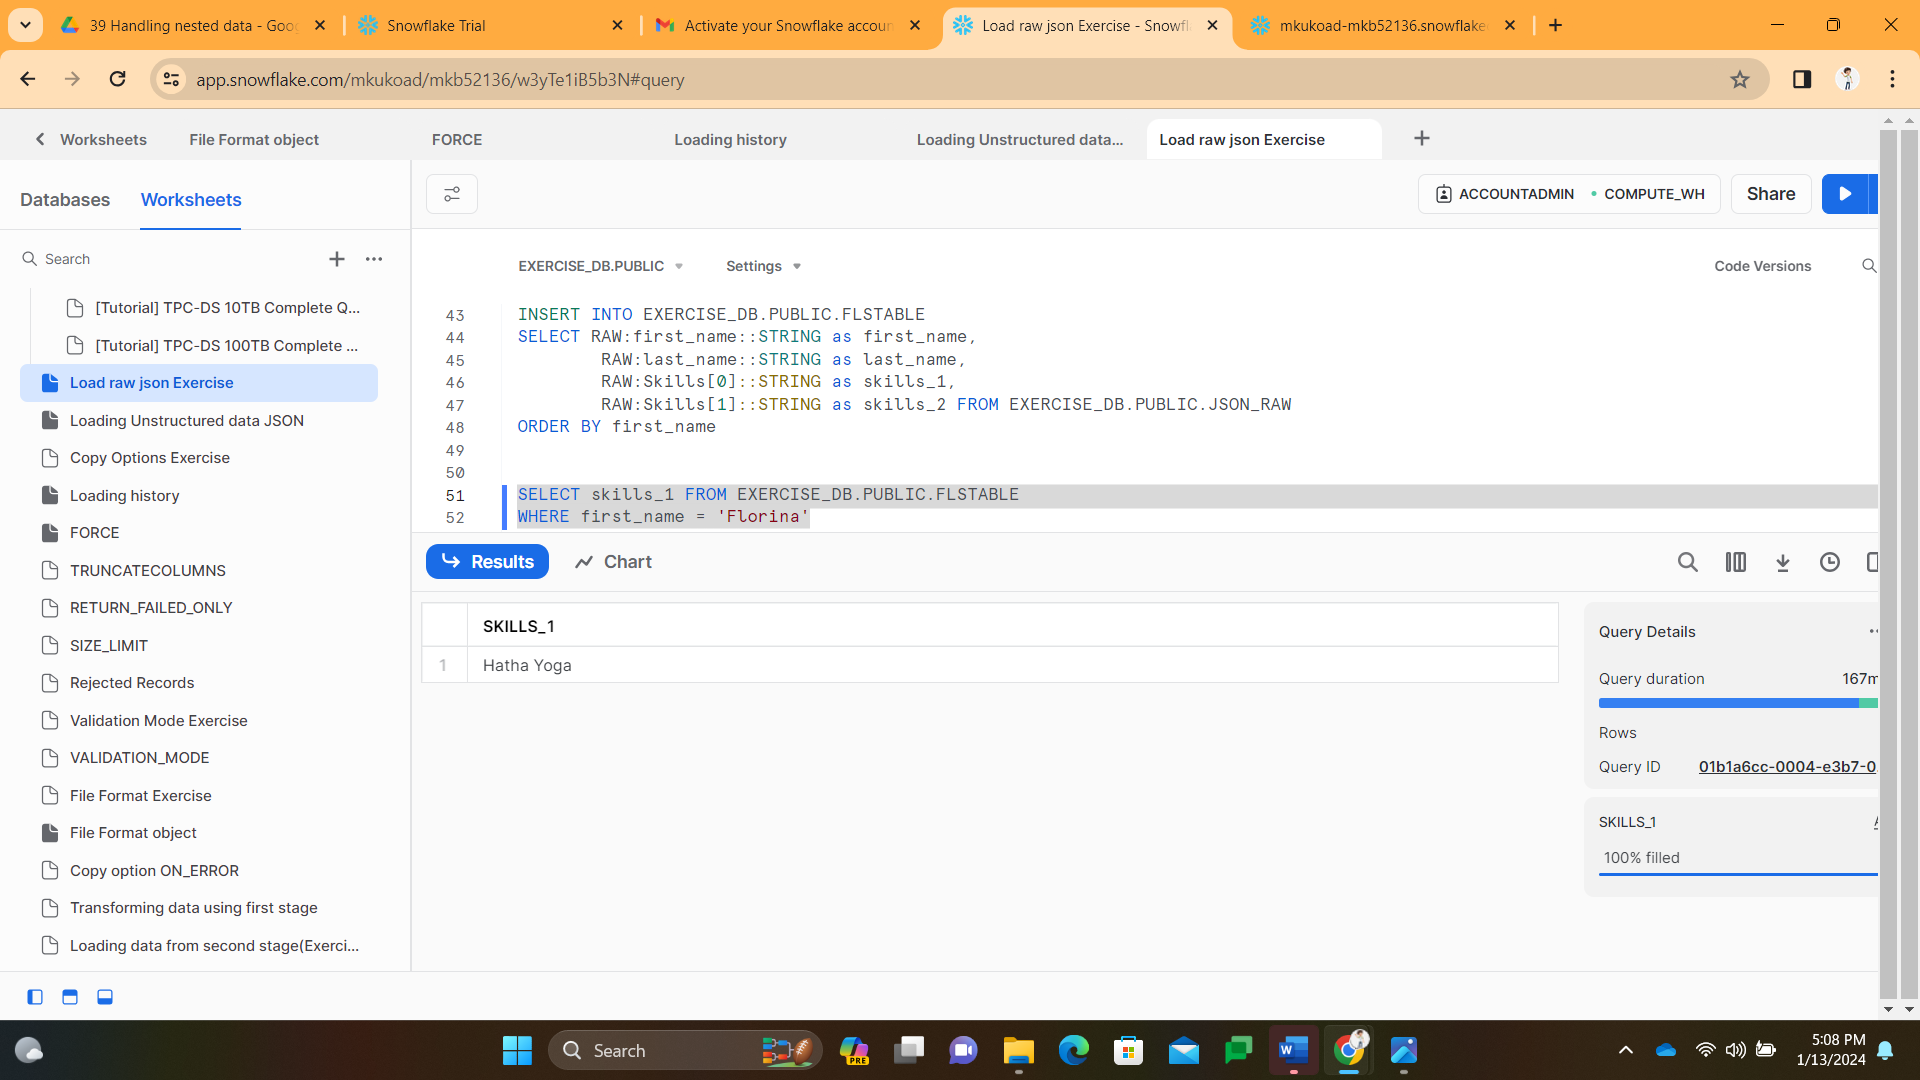 39 Handling nested data - Goo
Snowflake Trial
Activate your Snowflake accoun
Load raw json Exercise - Snowfl
mkukoad-mkb52136.snowflake
app.snowflake.com/mkukoad/mkb52136/w3yTe1iB5b3N#query
Worksheets
File Format object
FORCE
Loading history
Loading Unstructured data...
Load raw json Exercise
Databases
Worksheets
ACCOUNTADMIN
COMPUTE_WH
Share
Search
EXERCISE_DB.PUBLIC
Settings
Code Versions
[Tutorial] TPC-DS 10TB Complete Q...
[Tutorial] TPC-DS 100TB Complete ...
Load raw json Exercise
Loading Unstructured data JSON
Copy Options Exercise
Loading history
FORCE
TRUNCATECOLUMNS
RETURN_FAILED_ONLY
SIZE_LIMIT
Rejected Records
Validation Mode Exercise
VALIDATION_MODE
File Format Exercise
File Format object
Copy option ON_ERROR
Transforming data using first stage
Loading data from second stage(Exerci...
43 INSERT INTO EXERCISE_DB.PUBLIC.FLSTABLE
44 SELECT RAW:first_name::STRING as first_name,
45 RAW:last_name::STRING as last_name,
46 RAW:Skills[0]::STRING as skills_1,
47 RAW:Skills[1]::STRING as skills_2 FROM EXERCISE_DB.PUBLIC.JSON_RAW
48 ORDER BY first_name
49
50
51 SELECT skills_1 FROM EXERCISE_DB.PUBLIC.FLSTABLE
52 WHERE first_name = 'Florina'
Results
Chart
SKILLS_1
1 Hatha Yoga
Query Details
...
Query duration 167m
Rows
Query ID 01b1a6cc-0004-e3b7-0
SKILLS_1
100% filled
Search
PRE
5:08 PM
1/13/2024